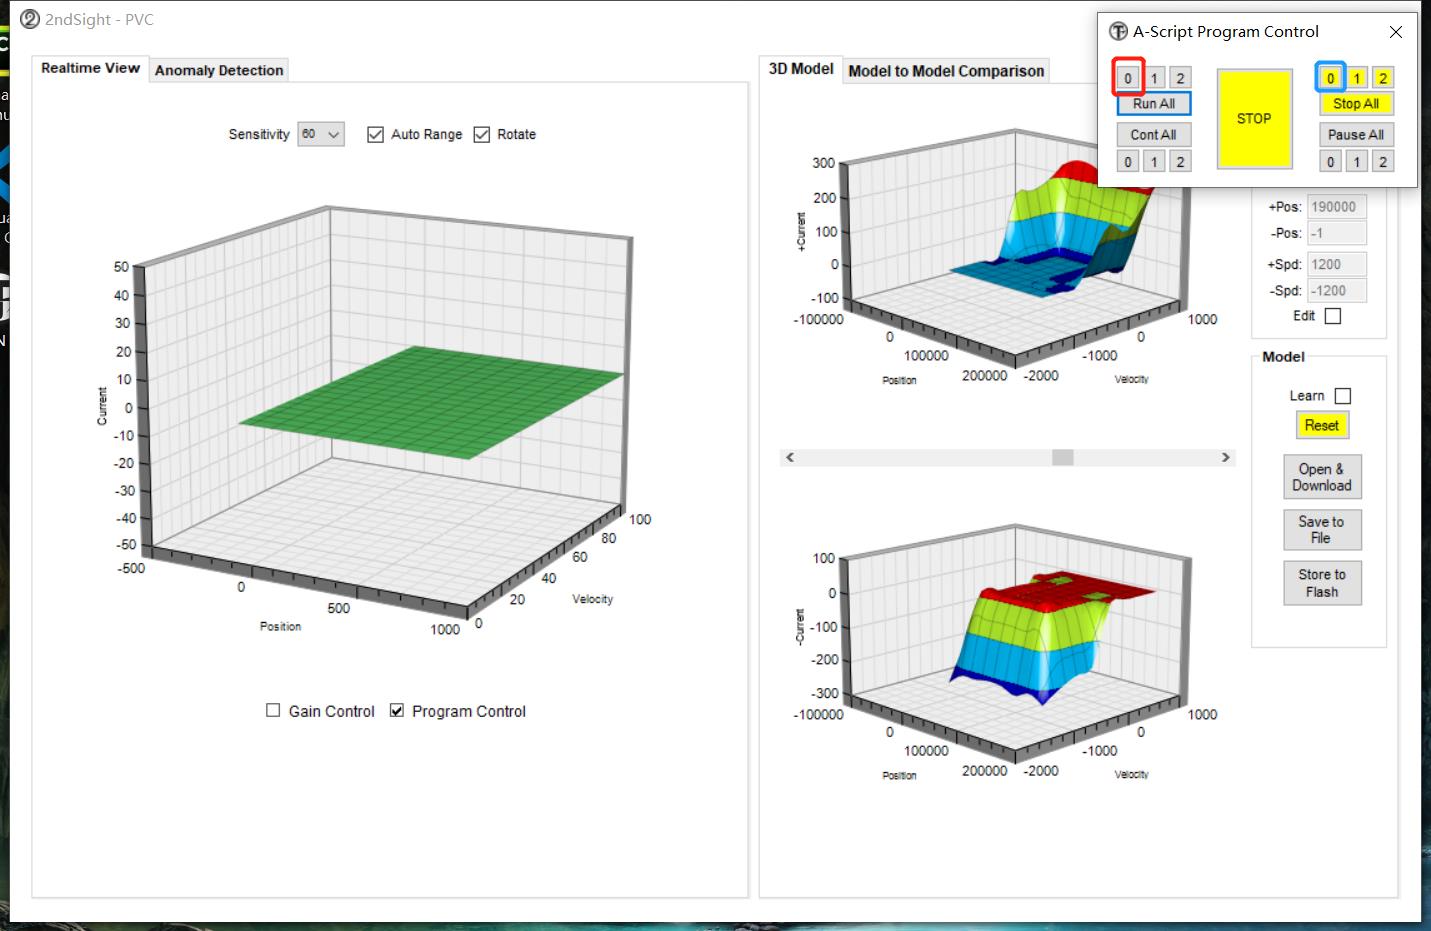 2ndSight - PVC
Realtime View
Anomaly Detection
Sensitivity 60
Auto Range
Rotate
50
40
30
20
10
0
-10
-20
-30
-40
-50
Current
-500
0
500
1000
Position
0
20
40
60
80
100
Velocity
Gain Control
Program Control
3D Model
Model to Model Comparison
300
200
100
0
-100
+Current
-100000
0
100000
200000
Position
-2000
-1000
0
1000
Velocity
100
0
-100
-200
-300
-Current
-100000
0
100000
200000
Position
-2000
-1000
0
1000
Velocity
A-Script Program Control
0 1 2
Run All
Cont All
0 1 2
STOP
0 1 2
Stop All
Pause All
0 1 2
+Pos: 190000
-Pos: -1
+Spd: 1200
-Spd: -1200
Edit
Model
Learn
Reset
Open &
Download
Save to
File
Store to
Flash